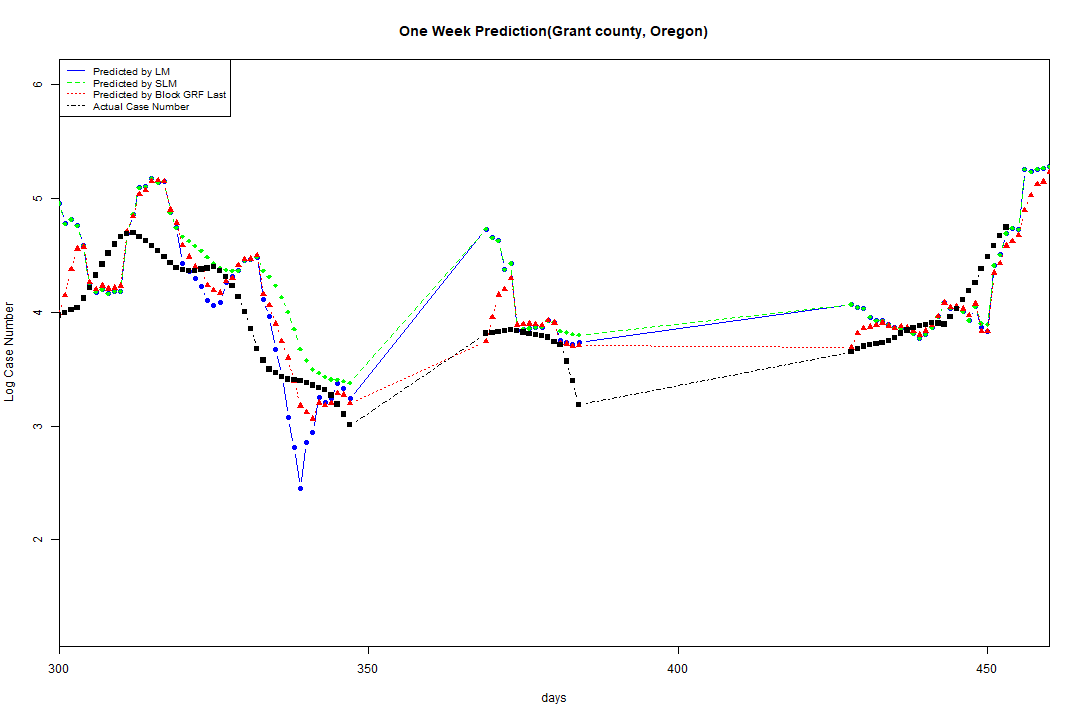 One Week Prediction(Grant county, Oregon)
Predicted by LM
Predicted by SLM
Predicted by Block GRF Last
Actual Case Number
6
5
4
3
2
Log Case Number
300
350
400
450
days